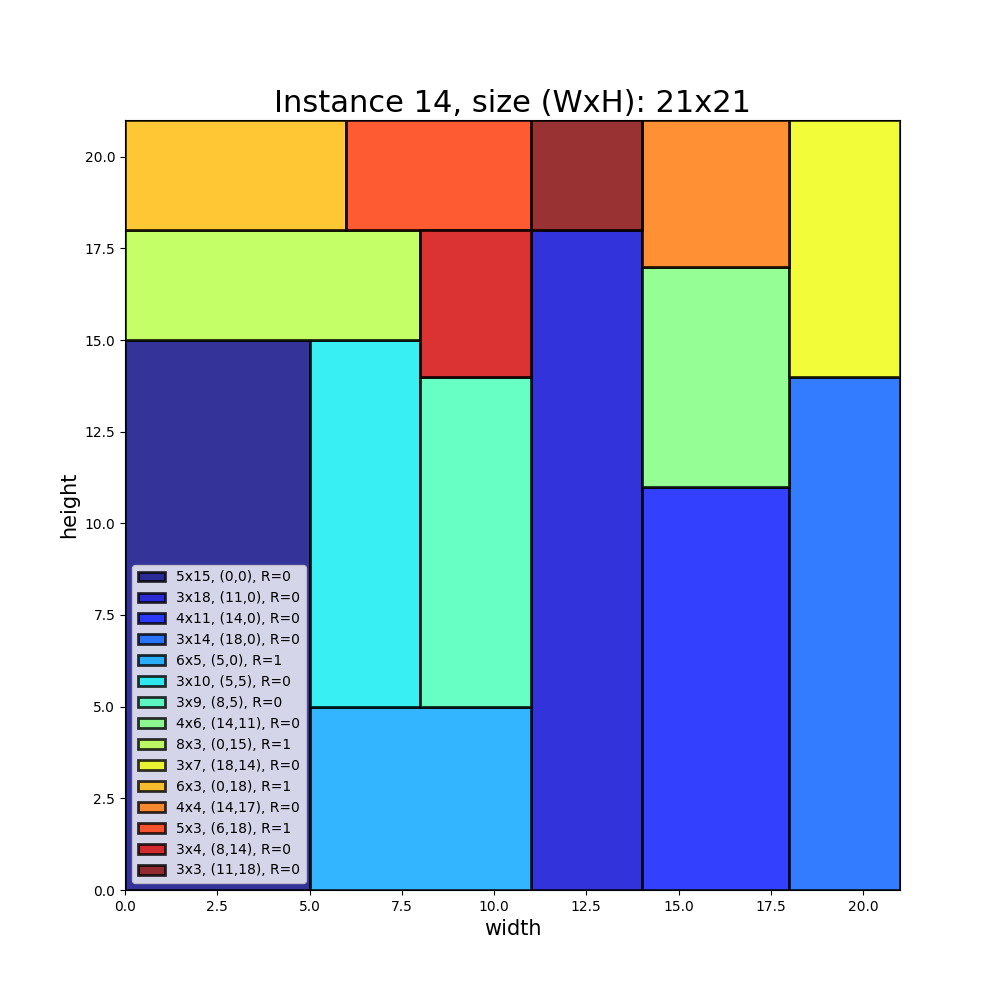 Instance 14, size (WxH): 21x21
20.0
17.5
15.0
12.5
10.0
7.5
5.0
2.5
0.0
height
5x15, (0,0), R=0
3x18, (11,0), R=0
4x11, (14,0), R=0
3x14, (18,0), R=0
6x5, (5,0), R=1
3x10, (5,5), R=0
3x9, (8,5), R=0
4x6, (14,11), R=0
8x3, (0,15), R=1
3x7, (18,14), R=0
6x3, (0,18), R=1
4x4, (14,17), R=0
5x3, (6,18), R=1
3x4, (8,14), R=0
3x3, (11,18), R=0
0.0 2.5 5.0 7.5 10.0 12.5 15.0 17.5 20.0
width